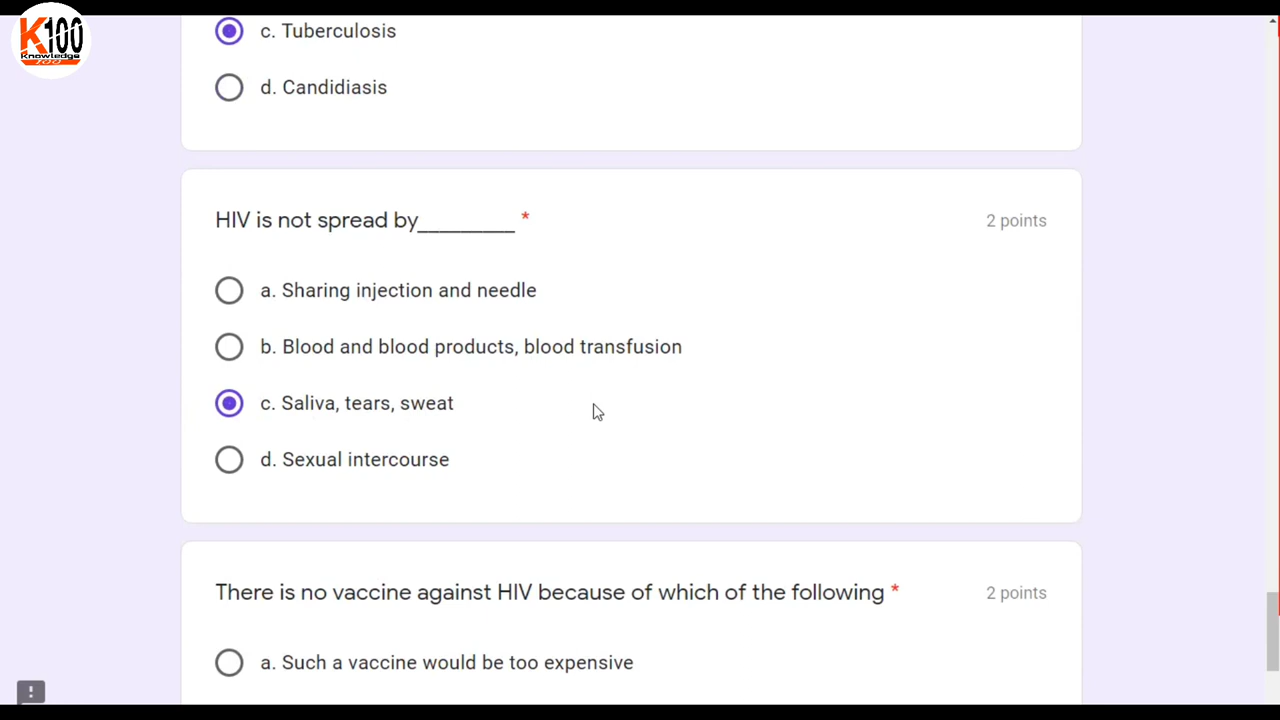 K100
Knowledge
100
c. Tuberculosis
d. Candidiasis
HIV is not spread by_________ *
2 points
a. Sharing injection and needle
b. Blood and blood products, blood transfusion
c. Saliva, tears, sweat
d. Sexual intercourse
There is no vaccine against HIV because of which of the following *
2 points
a. Such a vaccine would be too expensive
!